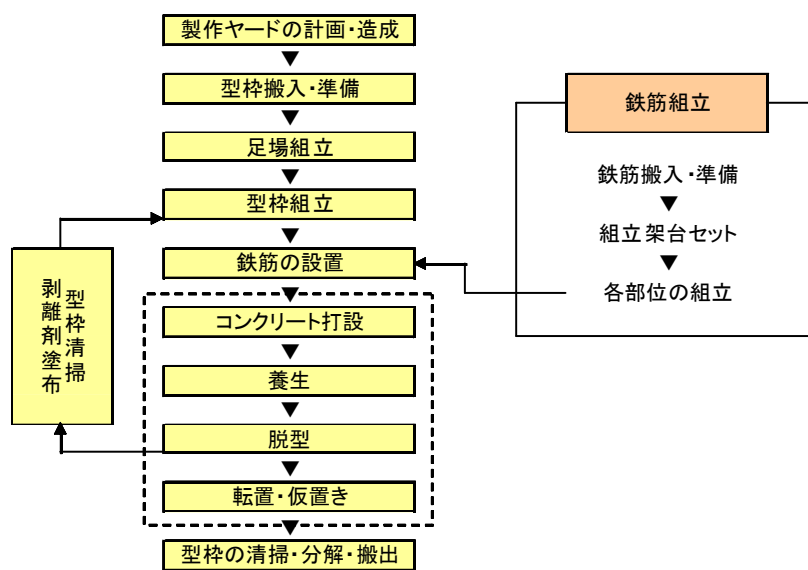 製作ヤードの計画・造成
▼
型枠搬入・準備
▼
足場組立
▼
型枠組立
▼
鉄筋の設置
▼
コンクリート打設
▼
養生
▼
脱型
▼
転置・仮置き
▼
型枠の清掃・分解・搬出
型枠清掃
剥離剤塗布
鉄筋組立
鉄筋搬入・準備
▼
組立架台セット
▼
各部位の組立